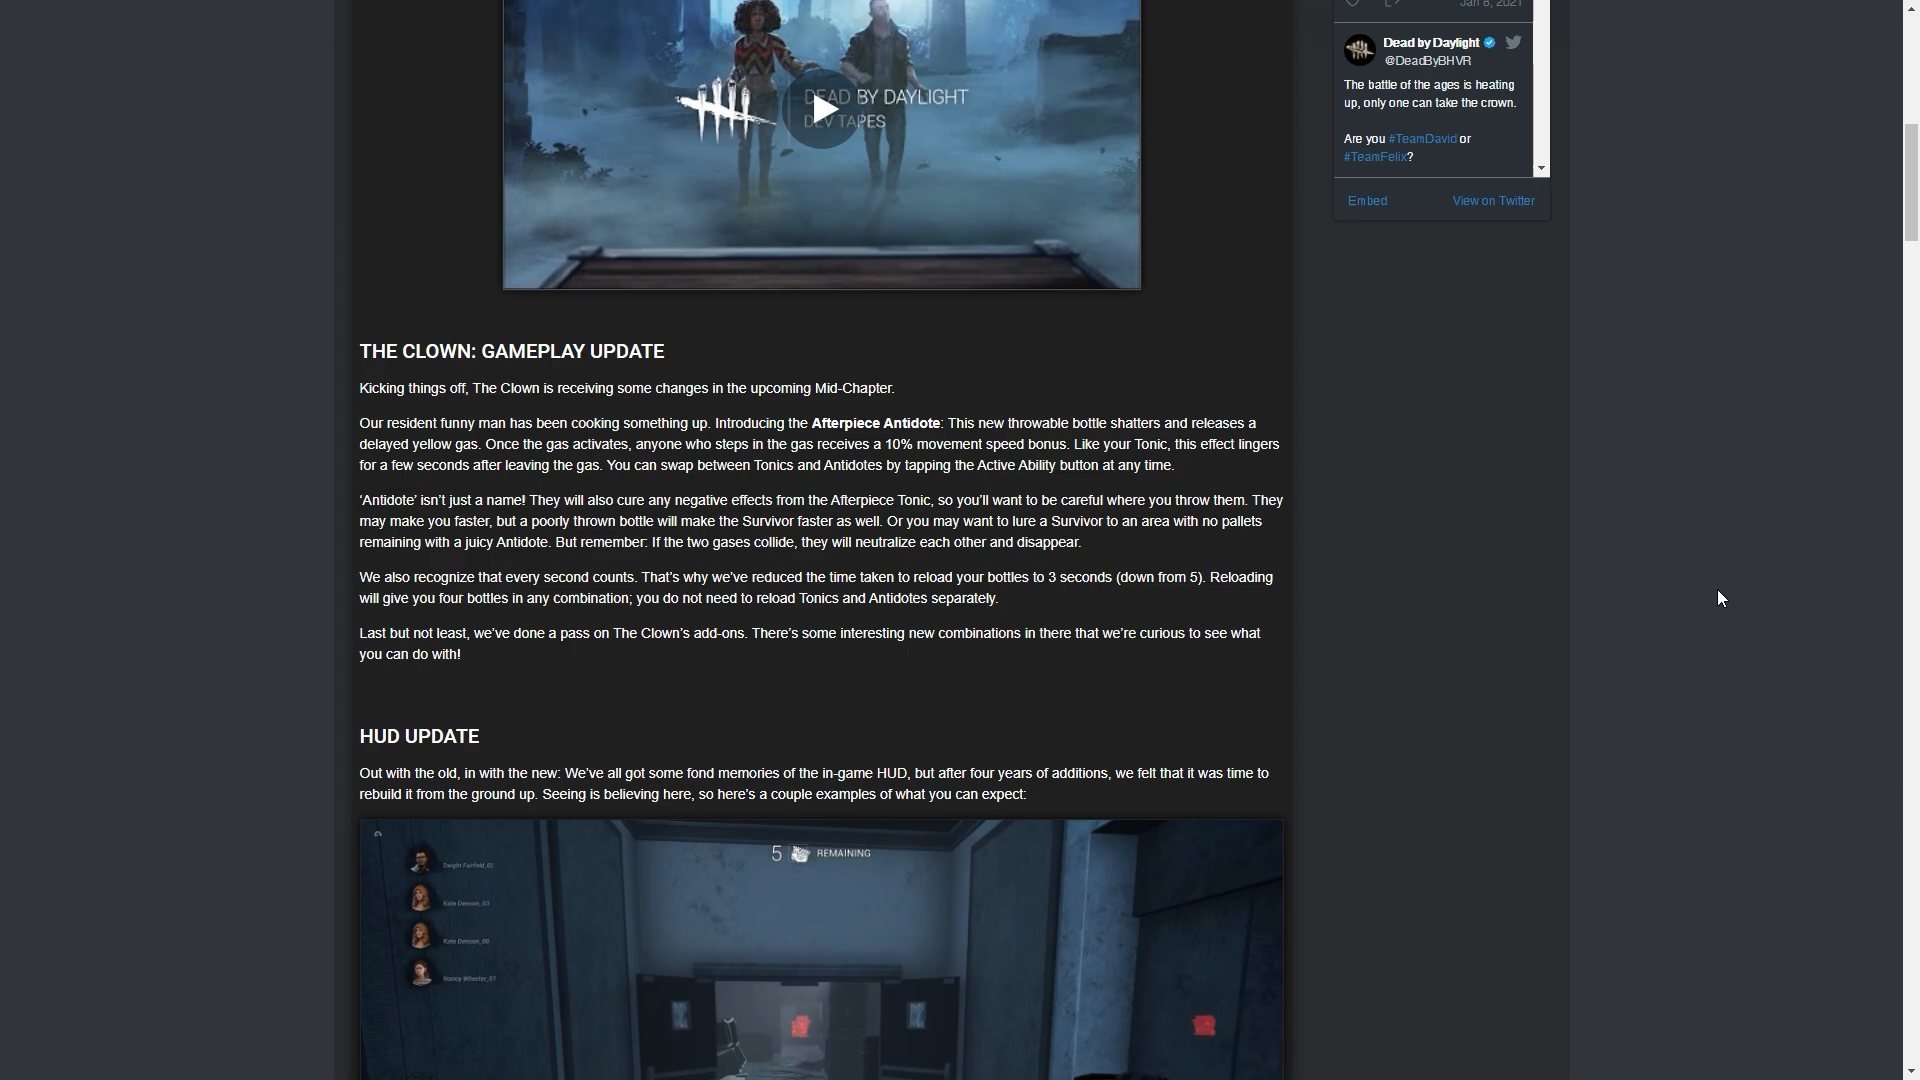 DEAD BY DAYLIGHT
DEV TAPES
Jan 8, 2021
Dead by Daylight
@DeadByBHVR
The battle of the ages is heating
up, only one can take the crown.
Are you #TeamDavid or
#TeamFelix?
Embed
View on Twitter
THE CLOWN: GAMEPLAY UPDATE
Kicking things off, The Clown is receiving some changes in the upcoming Mid-Chapter.
Our resident funny man has been cooking something up. Introducing the Afterpiece Antidote: This new throwable bottle shatters and releases a
delayed yellow gas. Once the gas activates, anyone who steps in the gas receives a 10% movement speed bonus. Like your Tonic, this effect lingers
for a few seconds after leaving the gas. You can swap between Tonics and Antidotes by tapping the Active Ability button at any time.
‘Antidote’ isn’t just a name! They will also cure any negative effects from the Afterpiece Tonic, so you’ll want to be careful where you throw them. They
may make you faster, but a poorly thrown bottle will make the Survivor faster as well. Or you may want to lure a Survivor to an area with no pallets
remaining with a juicy Antidote. But remember: If the two gases collide, they will neutralize each other and disappear.
We also recognize that every second counts. That’s why we’ve reduced the time taken to reload your bottles to 3 seconds (down from 5). Reloading
will give you four bottles in any combination; you do not need to reload Tonics and Antidotes separately.
Last but not least, we’ve done a pass on The Clown’s add-ons. There’s some interesting new combinations in there that we’re curious to see what
you can do with!
HUD UPDATE
Out with the old, in with the new: We’ve all got some fond memories of the in-game HUD, but after four years of additions, we felt that it was time to
rebuild it from the ground up. Seeing is believing here, so here’s a couple examples of what you can expect:
5 REMAINING
Dwight Fairfield_02
Kate Denson_03
Kate Denson_00
Nancy Wheeler_01